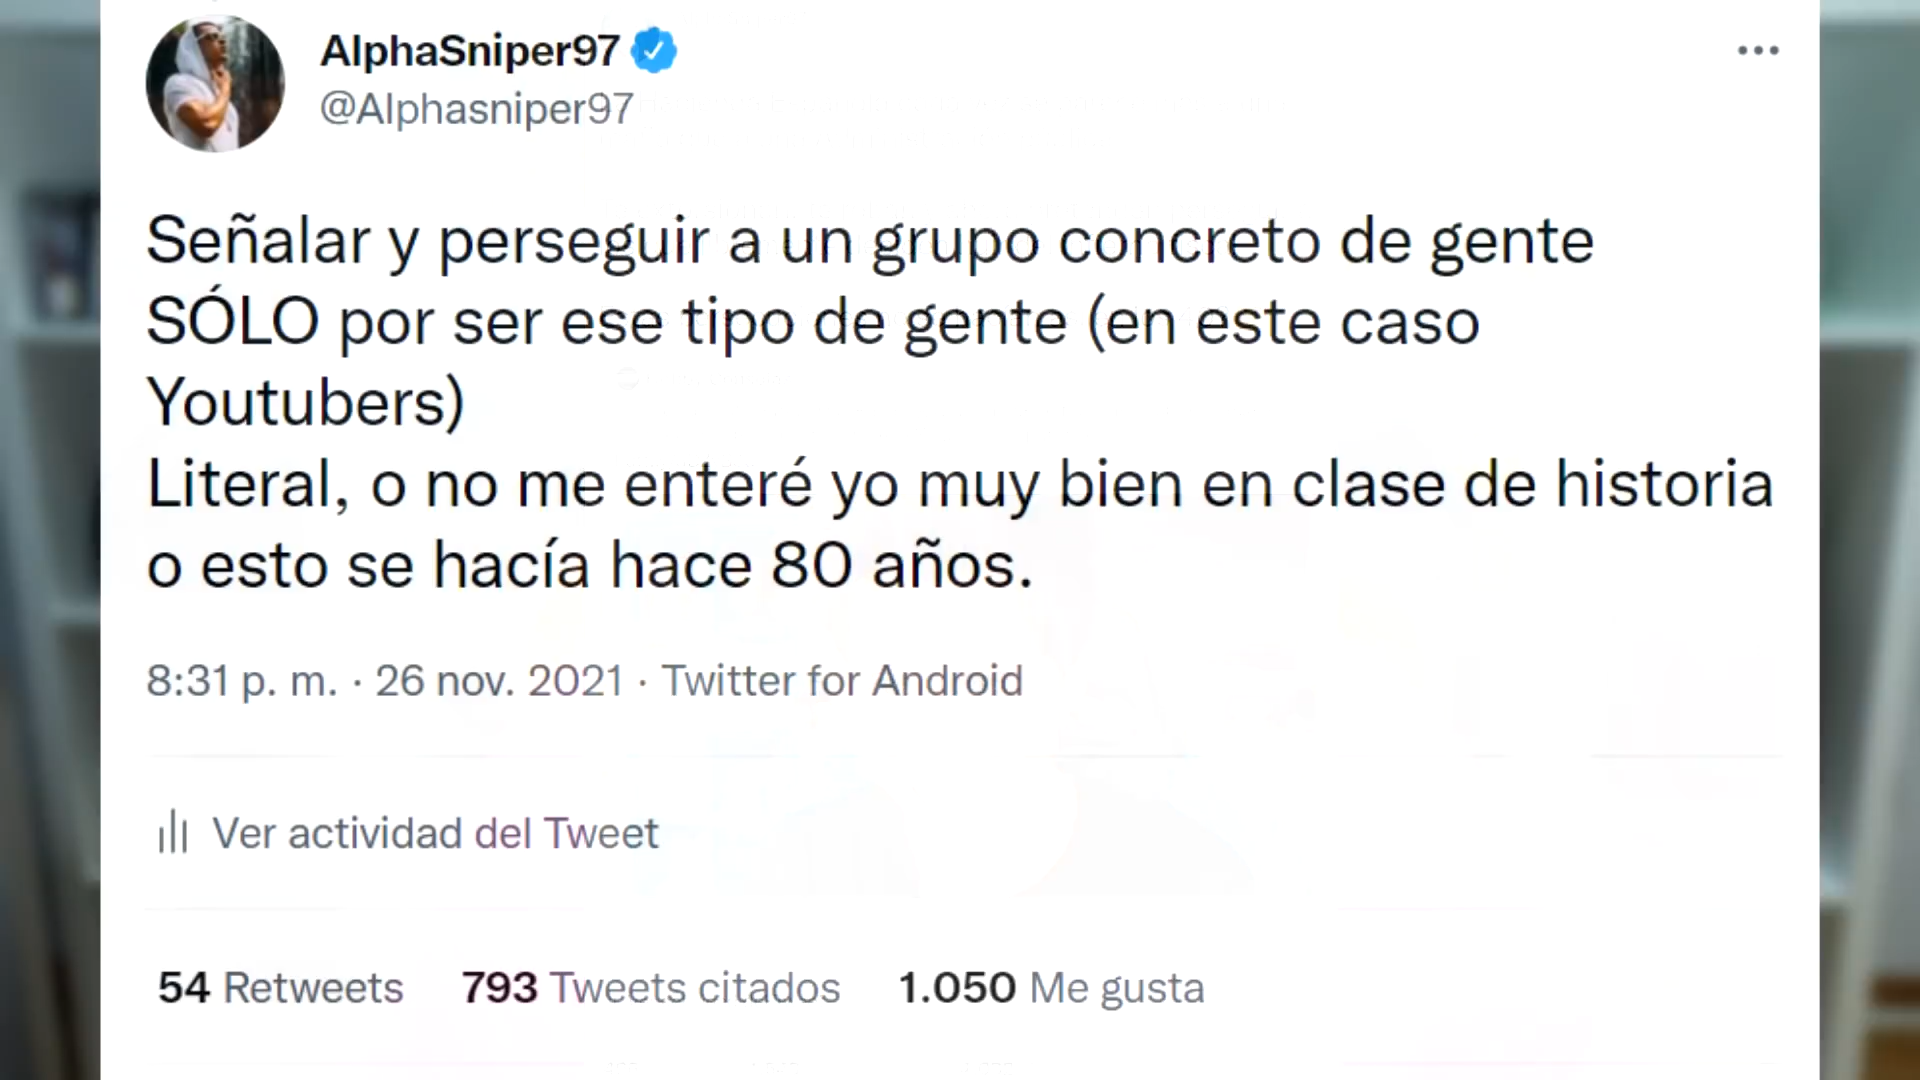 AlphaSniper97
@Alphasniper97
Señalar y perseguir a un grupo concreto de gente
SÓLO por ser ese tipo de gente (en este caso
Youtubers)
Literal, o no me enteré yo muy bien en clase de historia
o esto se hacía hace 80 años.
8:31 p. m. · 26 nov. 2021 · Twitter for Android
Ver actividad del Tweet
54 Retweets 793 Tweets citados 1.050 Me gusta